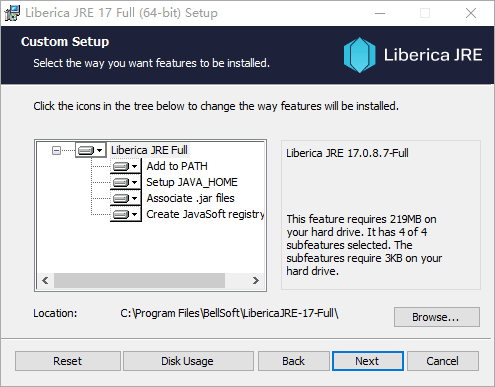 Liberica JRE 17 Full (64-bit) Setup
Custom Setup
Select the way you want features to be installed.
Liberica JRE
Click the icons in the tree below to change the way features will be installed.
Liberica JRE Full
Add to PATH
Setup JAVA_HOME
Associate .jar files
Create JavaSoft registry
Liberica JRE 17.0.8.7-Full
This feature requires 219MB on
your hard drive. It has 4 of 4
subfeatures selected. The
subfeatures require 3KB on your
hard drive.
Location: C:\Program Files\BellSoft\LibericaJRE-17-Full\
Browse...
Reset Disk Usage Back Next Cancel